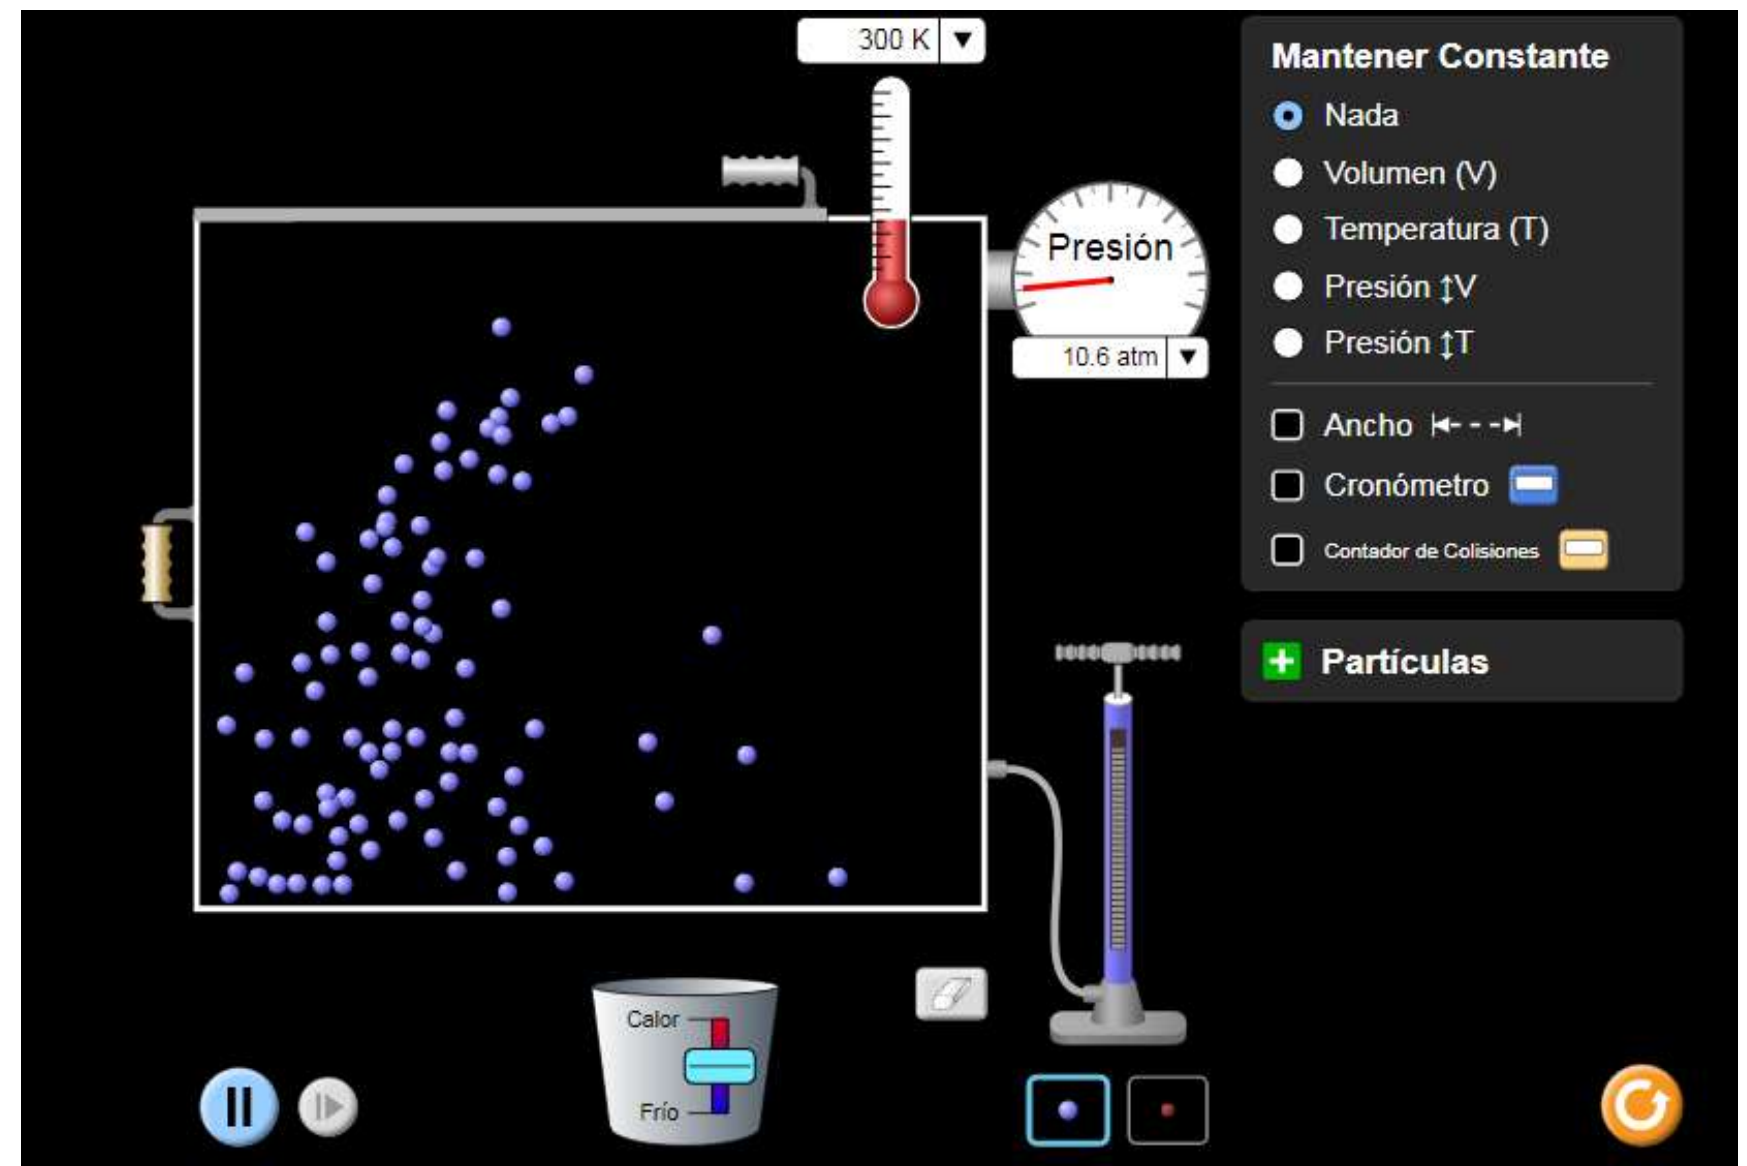 300 K
Mantener Constante
Nada
Volumen (V)
Temperatura (T)
Presión ↕V
Presión ↕T
Presión
10.6 atm
Ancho
Cronómetro
Contador de Colisiones
Partículas
Calor
Frío